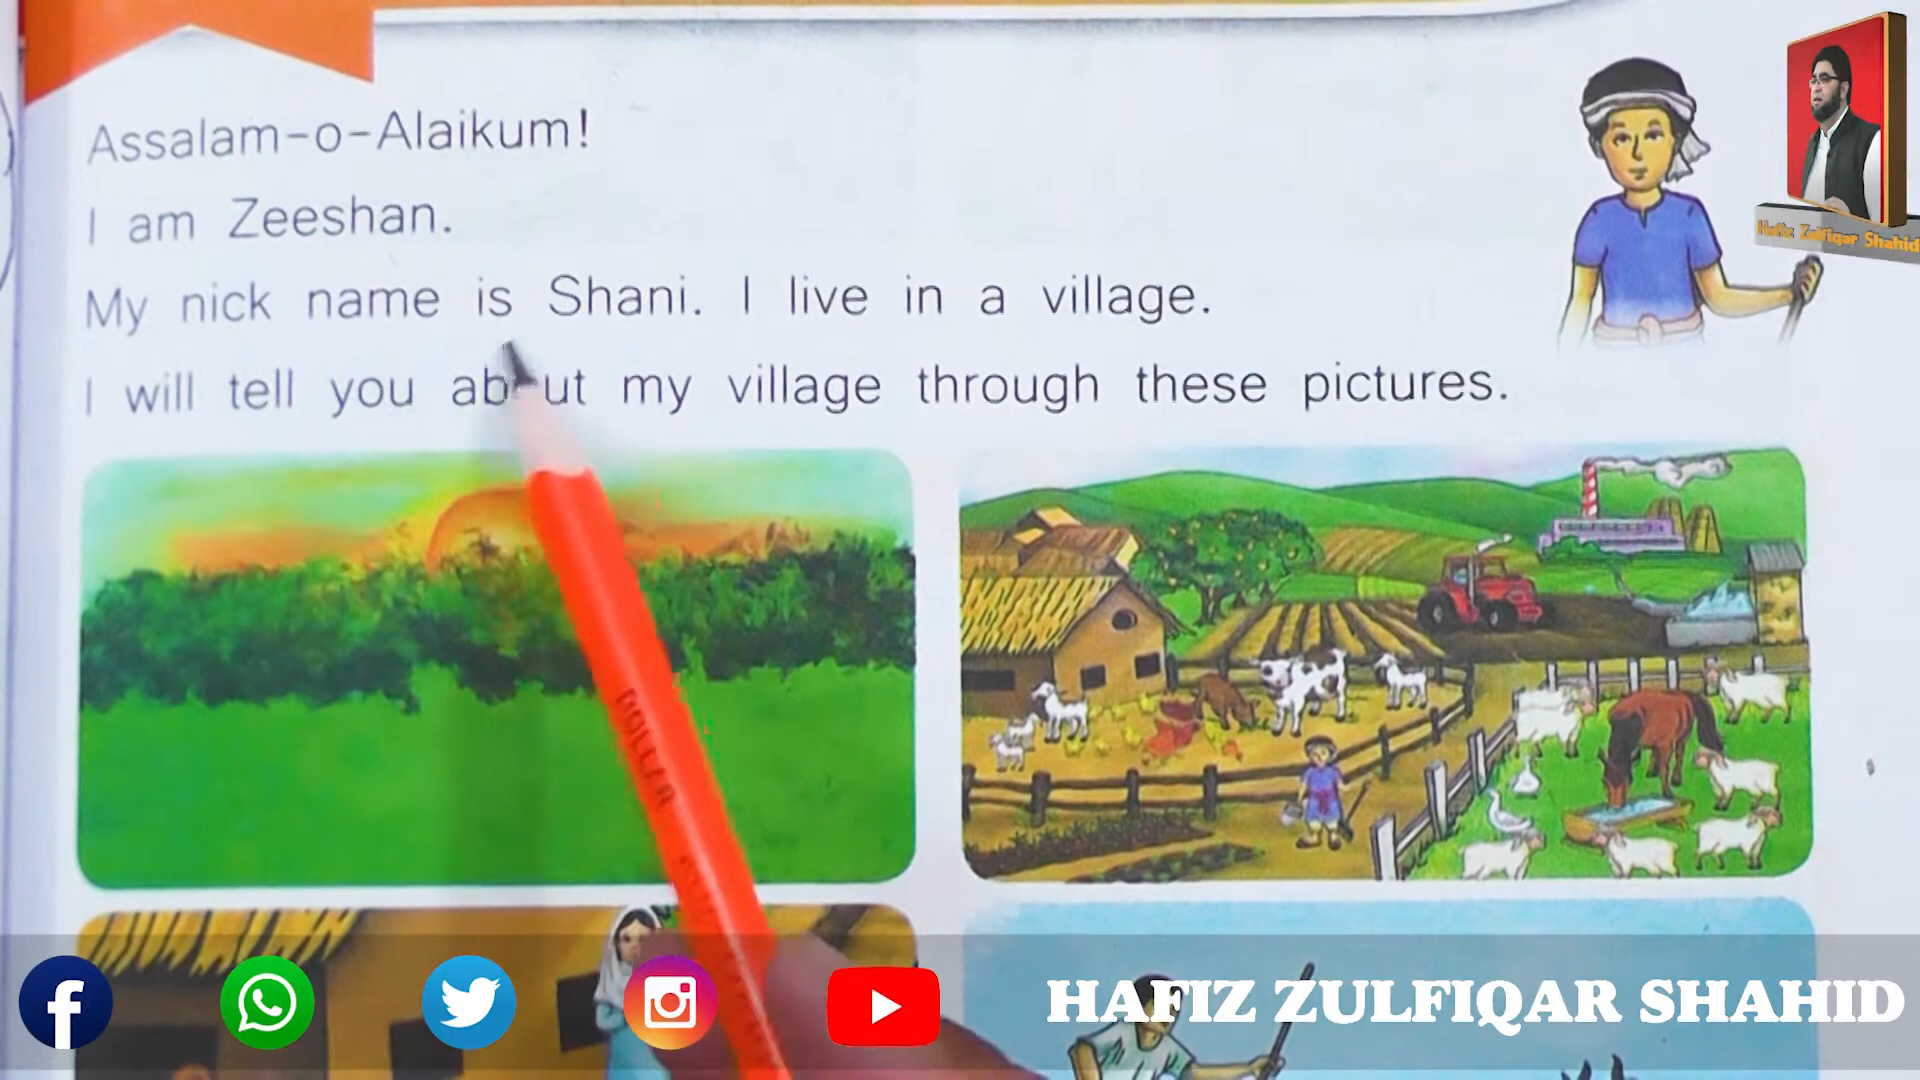 Assalam-o-Alaikum!
I am Zeeshan.
My nick name is Shani. I live in a village.
I will tell you about my village through these pictures.
Hafiz Zulfiqar Shahid
DOLLAR
HAFIZ ZULFIQAR SHAHID